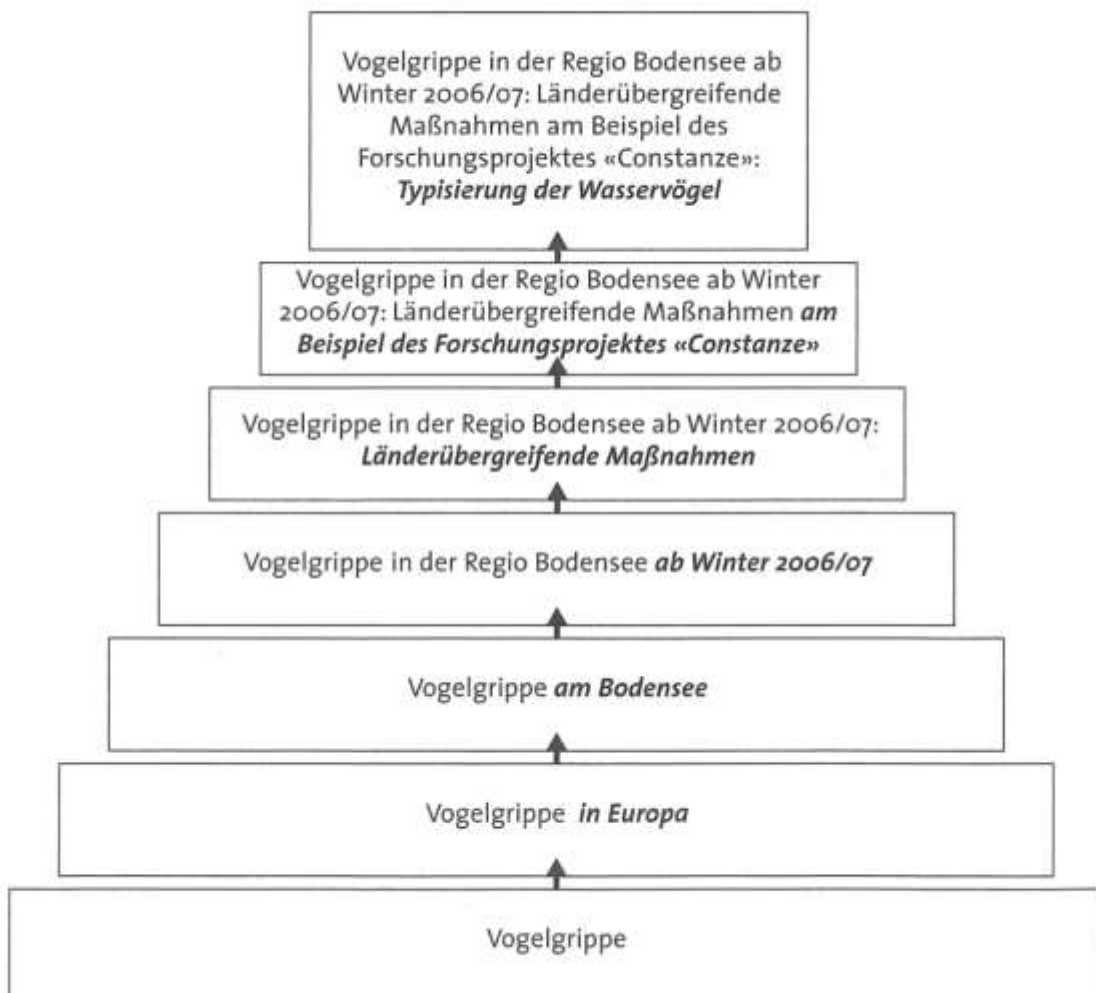 Vogelgrippe in der Regio Bodensee ab
Winter 2006/07: Länderübergreifende
Maßnahmen am Beispiel des
Forschungsprojektes «Constanze»:
Typisierung der Wasservögel
Vogelgrippe in der Regio Bodensee ab Winter
2006/07: Länderübergreifende Maßnahmen am
Beispiel des Forschungsprojektes «Constanze»
Vogelgrippe in der Regio Bodensee ab Winter 2006/07:
Länderübergreifende Maßnahmen
Vogelgrippe in der Regio Bodensee ab Winter 2006/07
Vogelgrippe am Bodensee
Vogelgrippe in Europa
Vogelgrippe